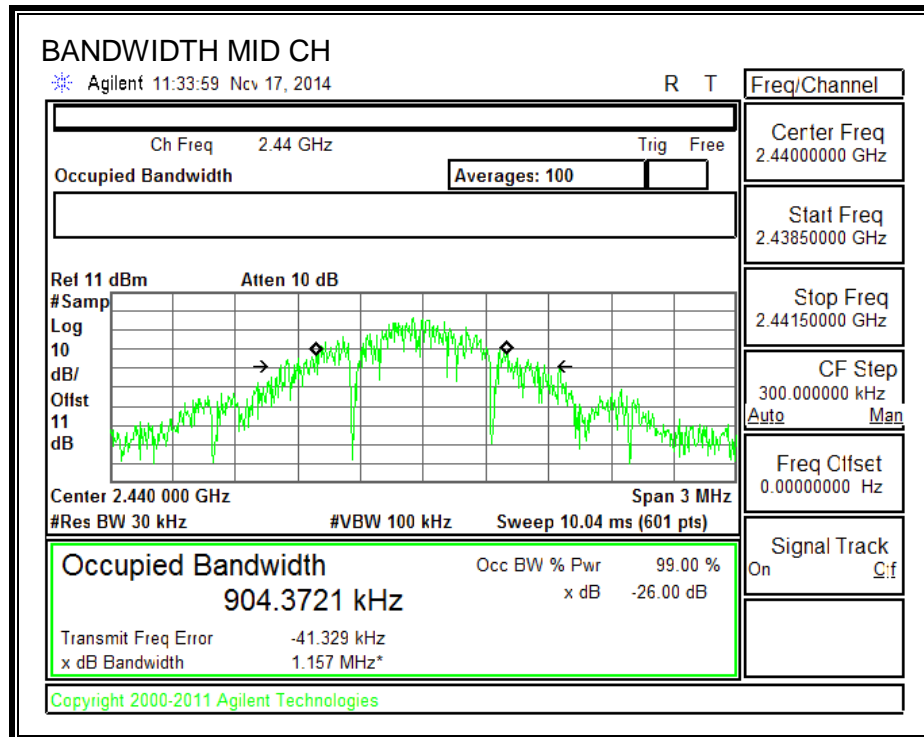 BANDWIDTH MID CH
Agilent 11:33:59 Nov 17, 2014 R T
Freq/Channel
Ch Freq 2.44 GHz Trig Free
Occupied Bandwidth Averages: 100
Center Freq
2.44000000 GHz
Start Freq
2.43850000 GHz
Stop Freq
2.44150000 GHz
CF Step
300.000000 kHz
Auto Man
Freq Offset
0.00000000 Hz
Signal Track
On Off
Ref 11 dBm Atten 10 dB
#Samp
Log
10
dB/
Offst
11
dB
Center 2.440 000 GHz Span 3 MHz
#Res BW 30 kHz #VBW 100 kHz Sweep 10.04 ms (601 pts)
Occupied Bandwidth Occ BW % Pwr 99.00 %
904.3721 kHz x dB -26.00 dB
Transmit Freq Error -41.329 kHz
x dB Bandwidth 1.157 MHz*
Copyright 2000-2011 Agilent Technologies